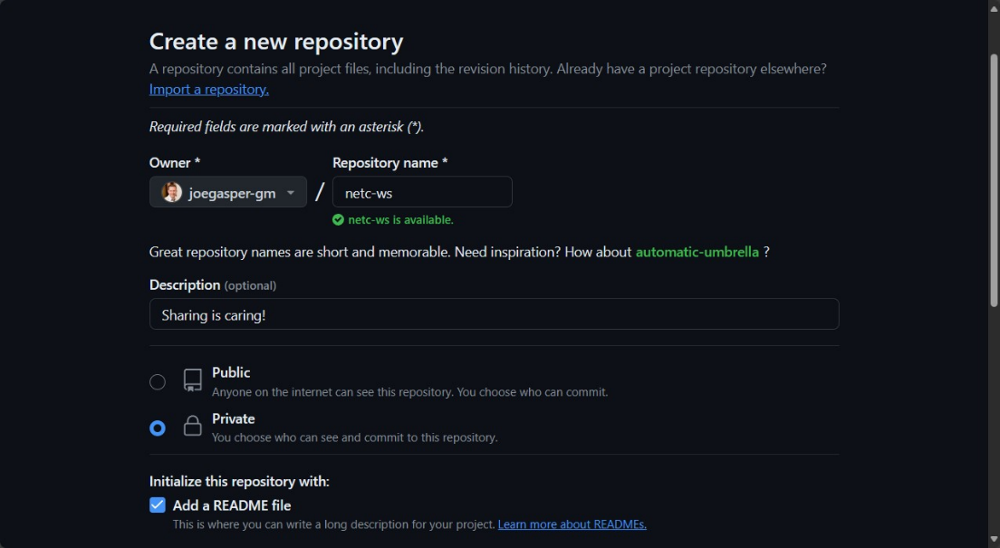 Create a new repository
A repository contains all project files, including the revision history. Already have a project repository elsewhere?
Import a repository.
Required fields are marked with an asterisk (*).
Owner *
Repository name *
joegasper-gm
/
netc-ws
netc-ws is available.
Great repository names are short and memorable. Need inspiration? How about automatic-umbrella ?
Description (optional)
Sharing is caring!
Public
Anyone on the internet can see this repository. You choose who can commit.
Private
You choose who can see and commit to this repository.
Initialize this repository with:
Add a README file
This is where you can write a long description for your project. Learn more about READMEs.